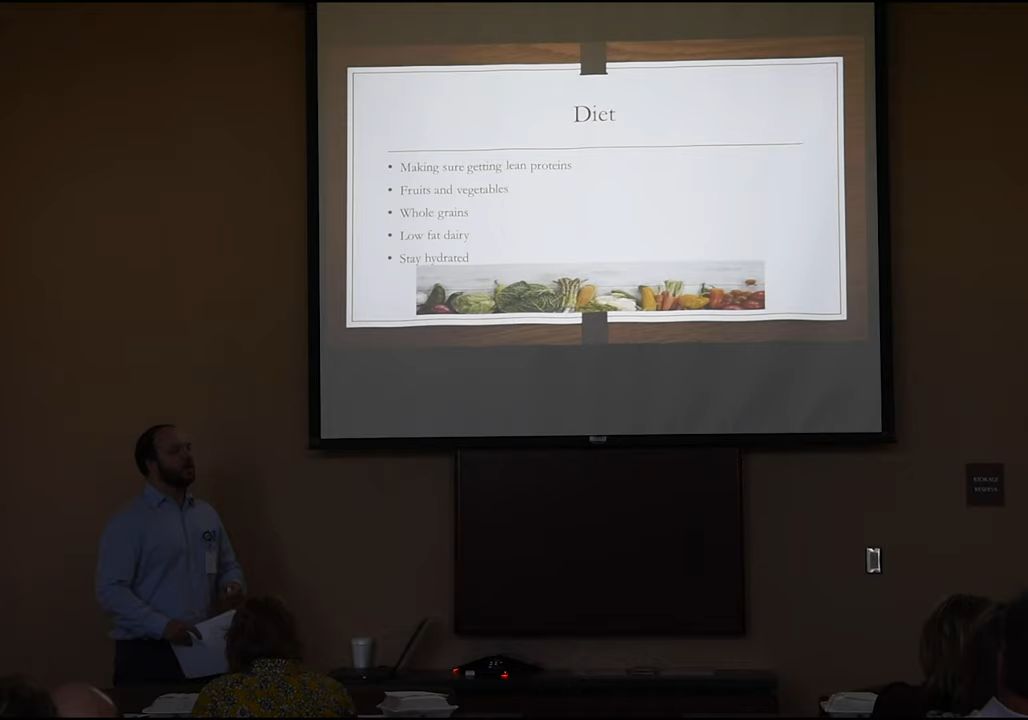 Diet
• Making sure getting lean proteins
• Fruits and vegetables
• Whole grains
• Low fat dairy
• Stay hydrated